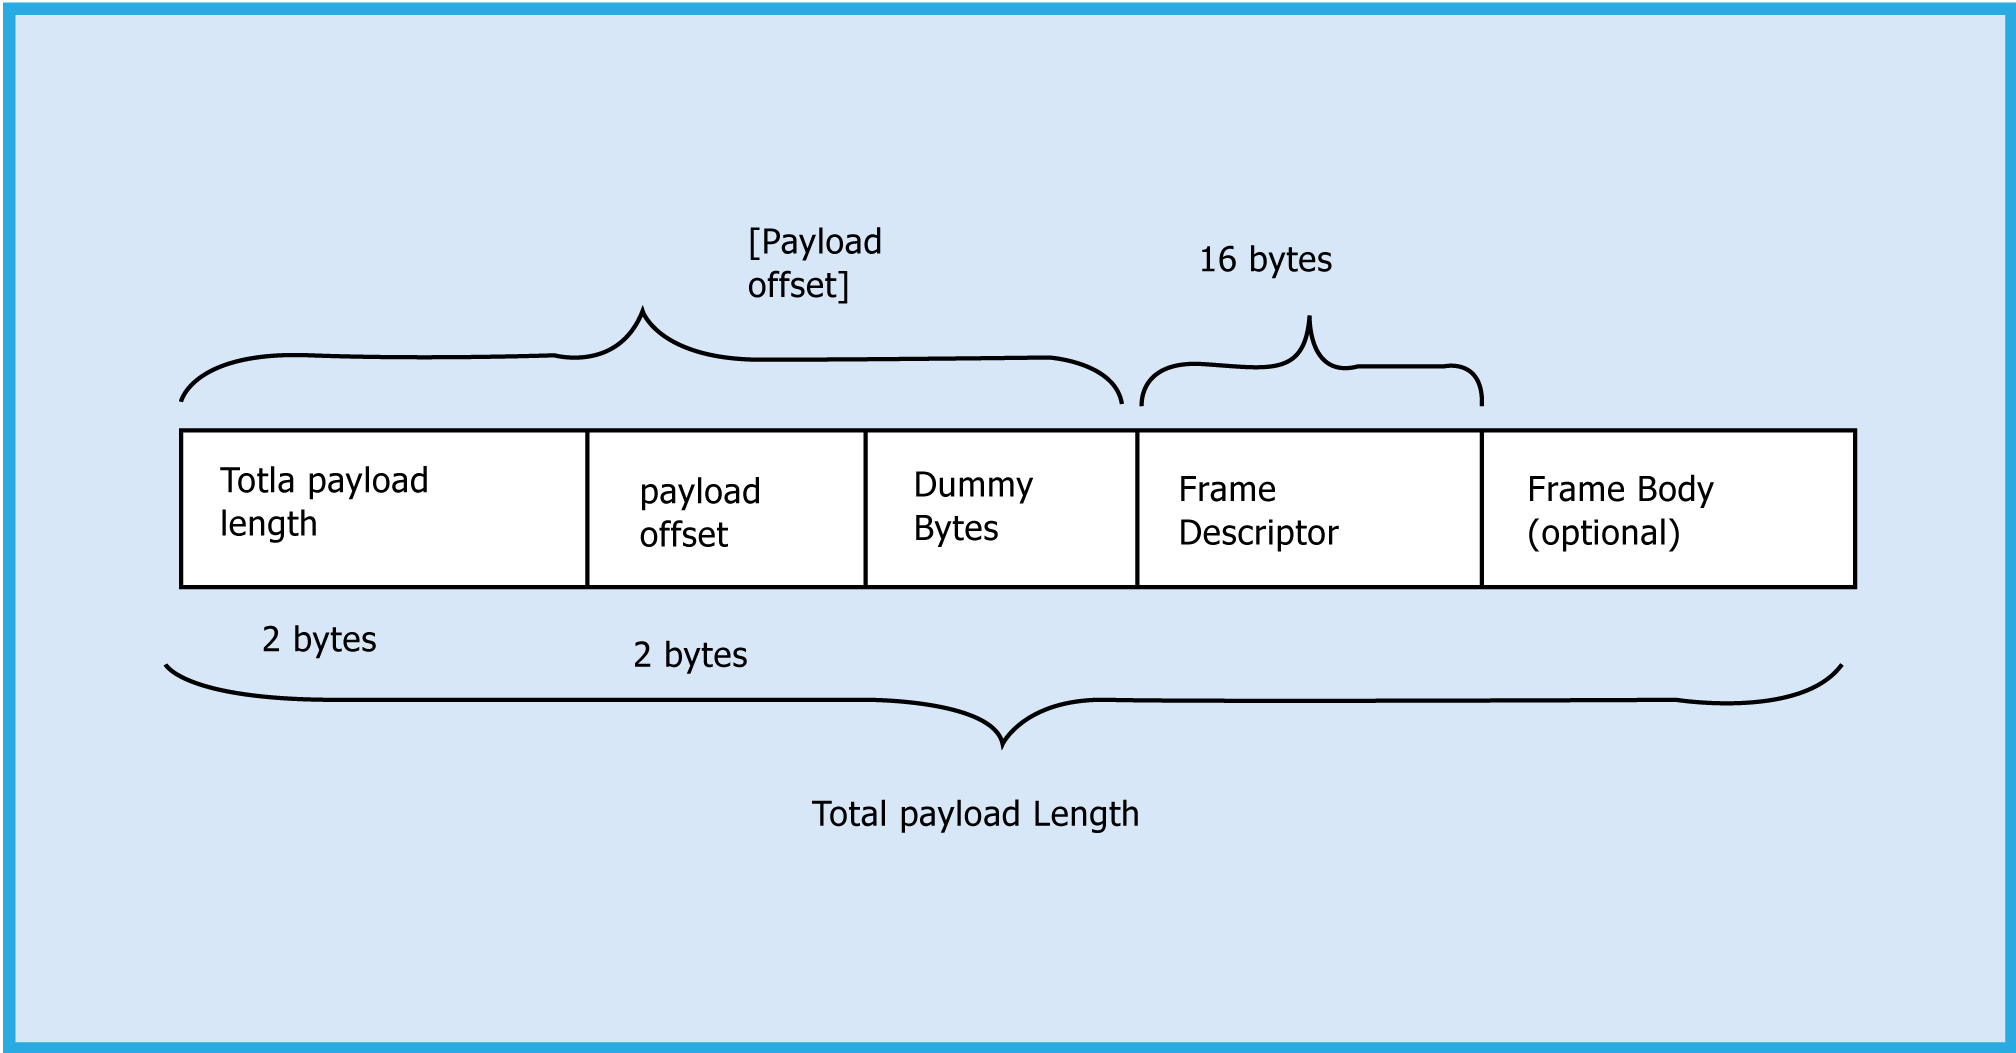 [Payload
offset]
16 bytes
Totla payload
length
payload
offset
Dummy
Bytes
Frame
Descriptor
Frame Body
(optional)
2 bytes
2 bytes
Total payload Length